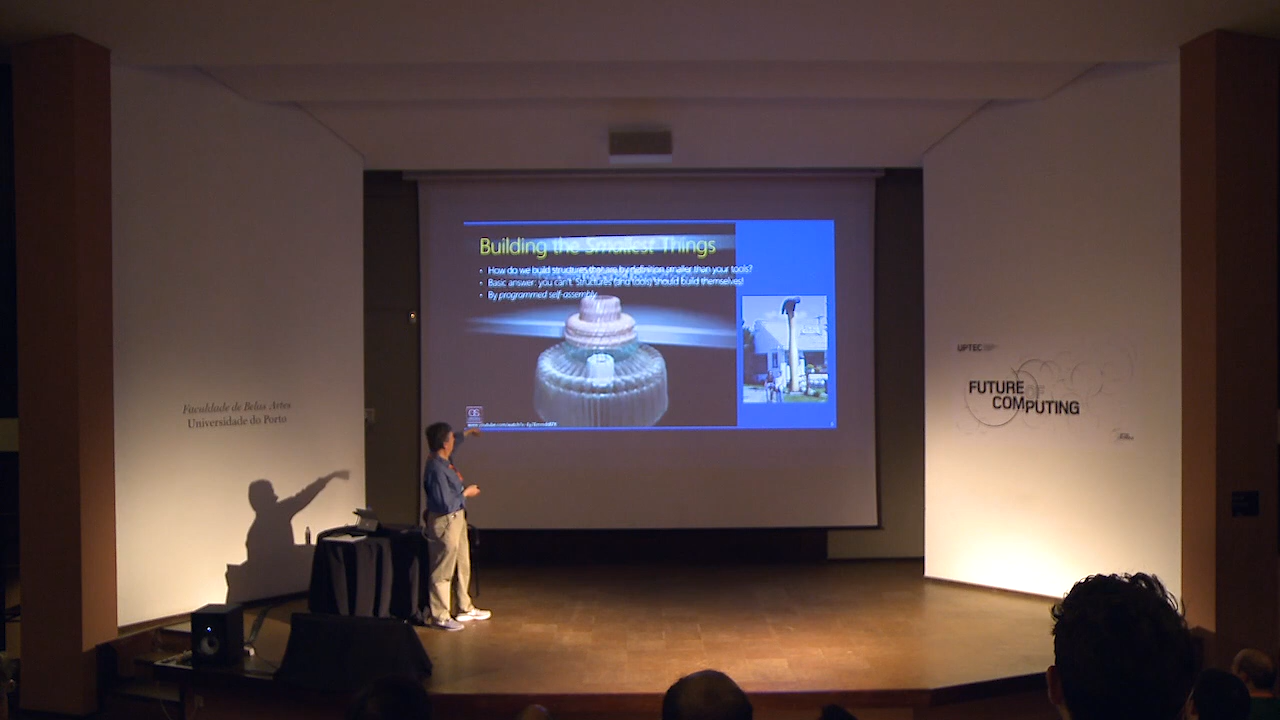 Building the Smallest Things
• How do we build structures that are by definition smaller than your tools?
• Basic answer: you can't. Structures (and tools) should build themselves!
• By programmed self-assembly
Faculdade de Belas Artes
Universidade do Porto
UPTEC
FUTURE
COMPUTING